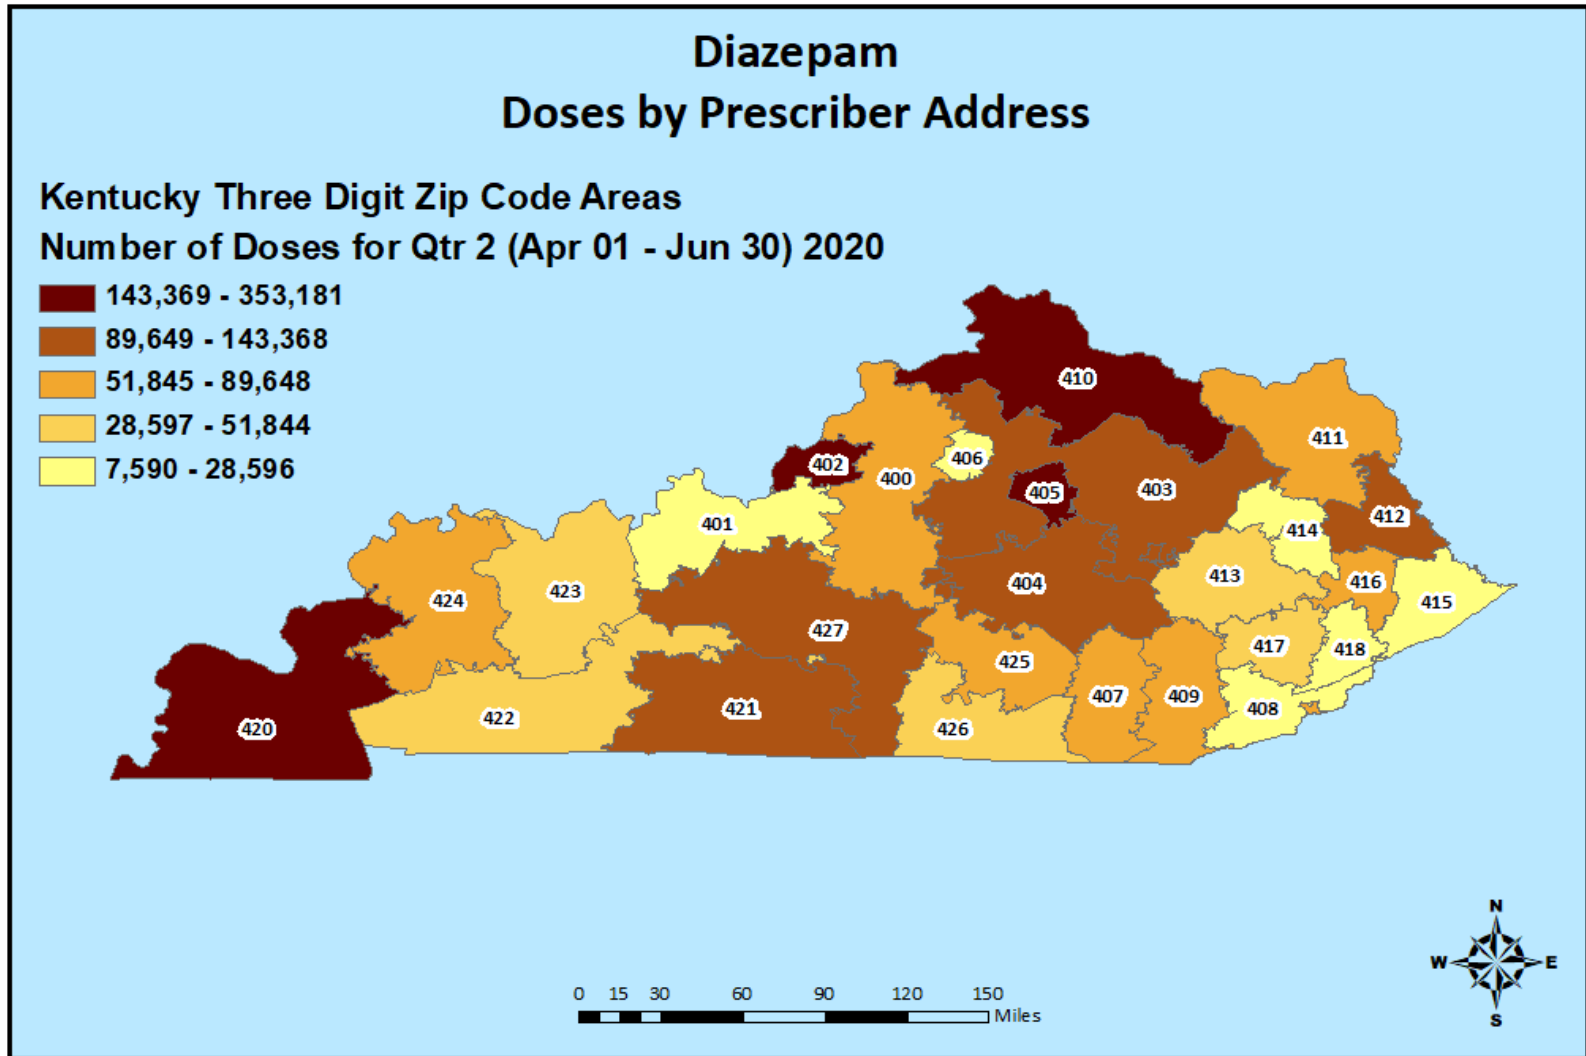 Diazepam
Doses by Prescriber Address
Kentucky Three Digit Zip Code Areas
Number of Doses for Qtr 2 (Apr 01 - Jun 30) 2020
143,369 - 353,181
89,649 - 143,368
51,845 - 89,648
28,597 - 51,844
7,590 - 28,596
410
411
402
406
400
405
403
401
412
414
413
416
424
423
404
415
427
417
418
425
407
409
408
421
422
426
420
N
W E
S
0 15 30 60 90 120 150
Miles